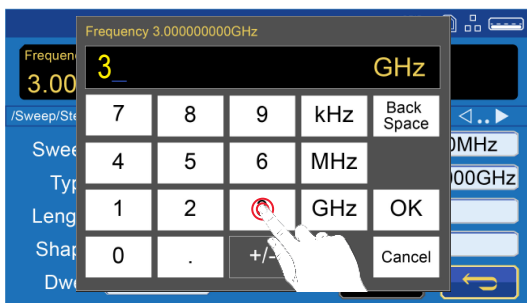 Frequency 3.000000000GHz
3_ GHz
Frequen
3.00
7 8 9 kHz Back Space
/Sweep/Ste
4 5 6 MHz
Swee
0MHz
Typ
000GHz
1 2 GHz OK
Leng
0 . +/- Cancel
Shap
Dwe